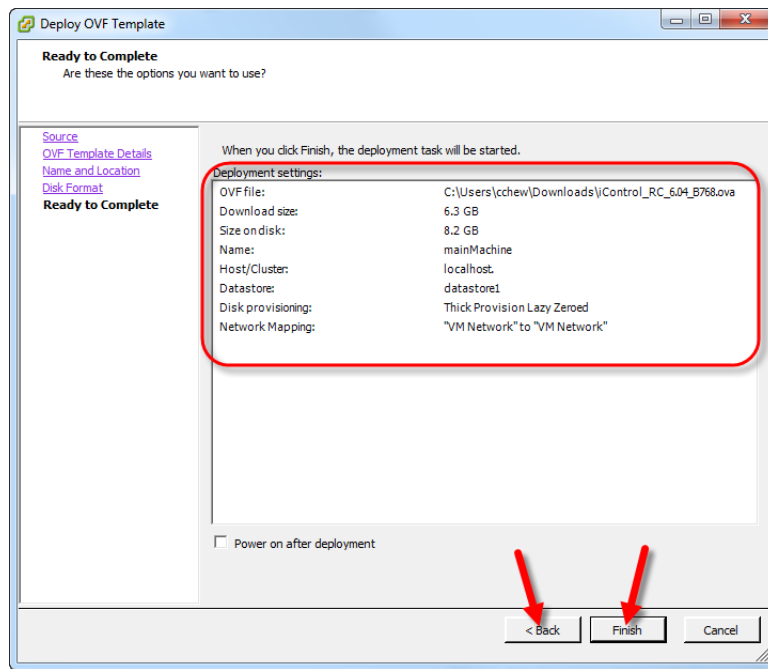 Deploy OVF Template
Ready to Complete
Are these the options you want to use?
Source
OVF Template Details
Name and Location
Disk Format
Ready to Complete
When you click Finish, the deployment task will be started.
Deployment settings:
OVF file: C:\Users\cchew\Downloads\iControl_RC_6.04_B768.ova
Download size: 6.3 GB
Size on disk: 8.2 GB
Name: mainMachine
Host/Cluster: localhost.
Datastore: datastore1
Disk provisioning: Thick Provision Lazy Zeroed
Network Mapping: "VM Network" to "VM Network"
Power on after deployment
< Back Finish Cancel